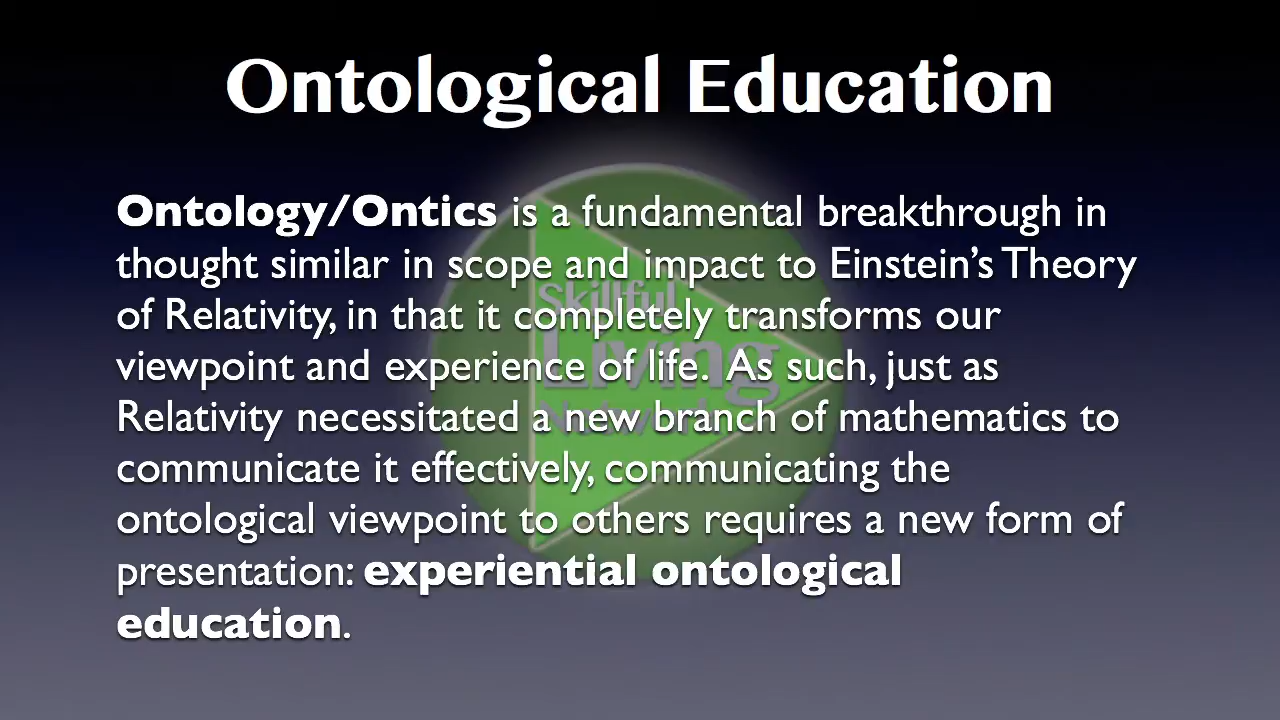 Ontological Education
Ontology/Ontics is a fundamental breakthrough in
thought similar in scope and impact to Einstein’s Theory
of Relativity, in that it completely transforms our
viewpoint and experience of life.  As such, just as
Relativity necessitated a new branch of mathematics to
communicate it effectively, communicating the
ontological viewpoint to others requires a new form of
presentation: experiential ontological
education.
Skillful
Living
Network